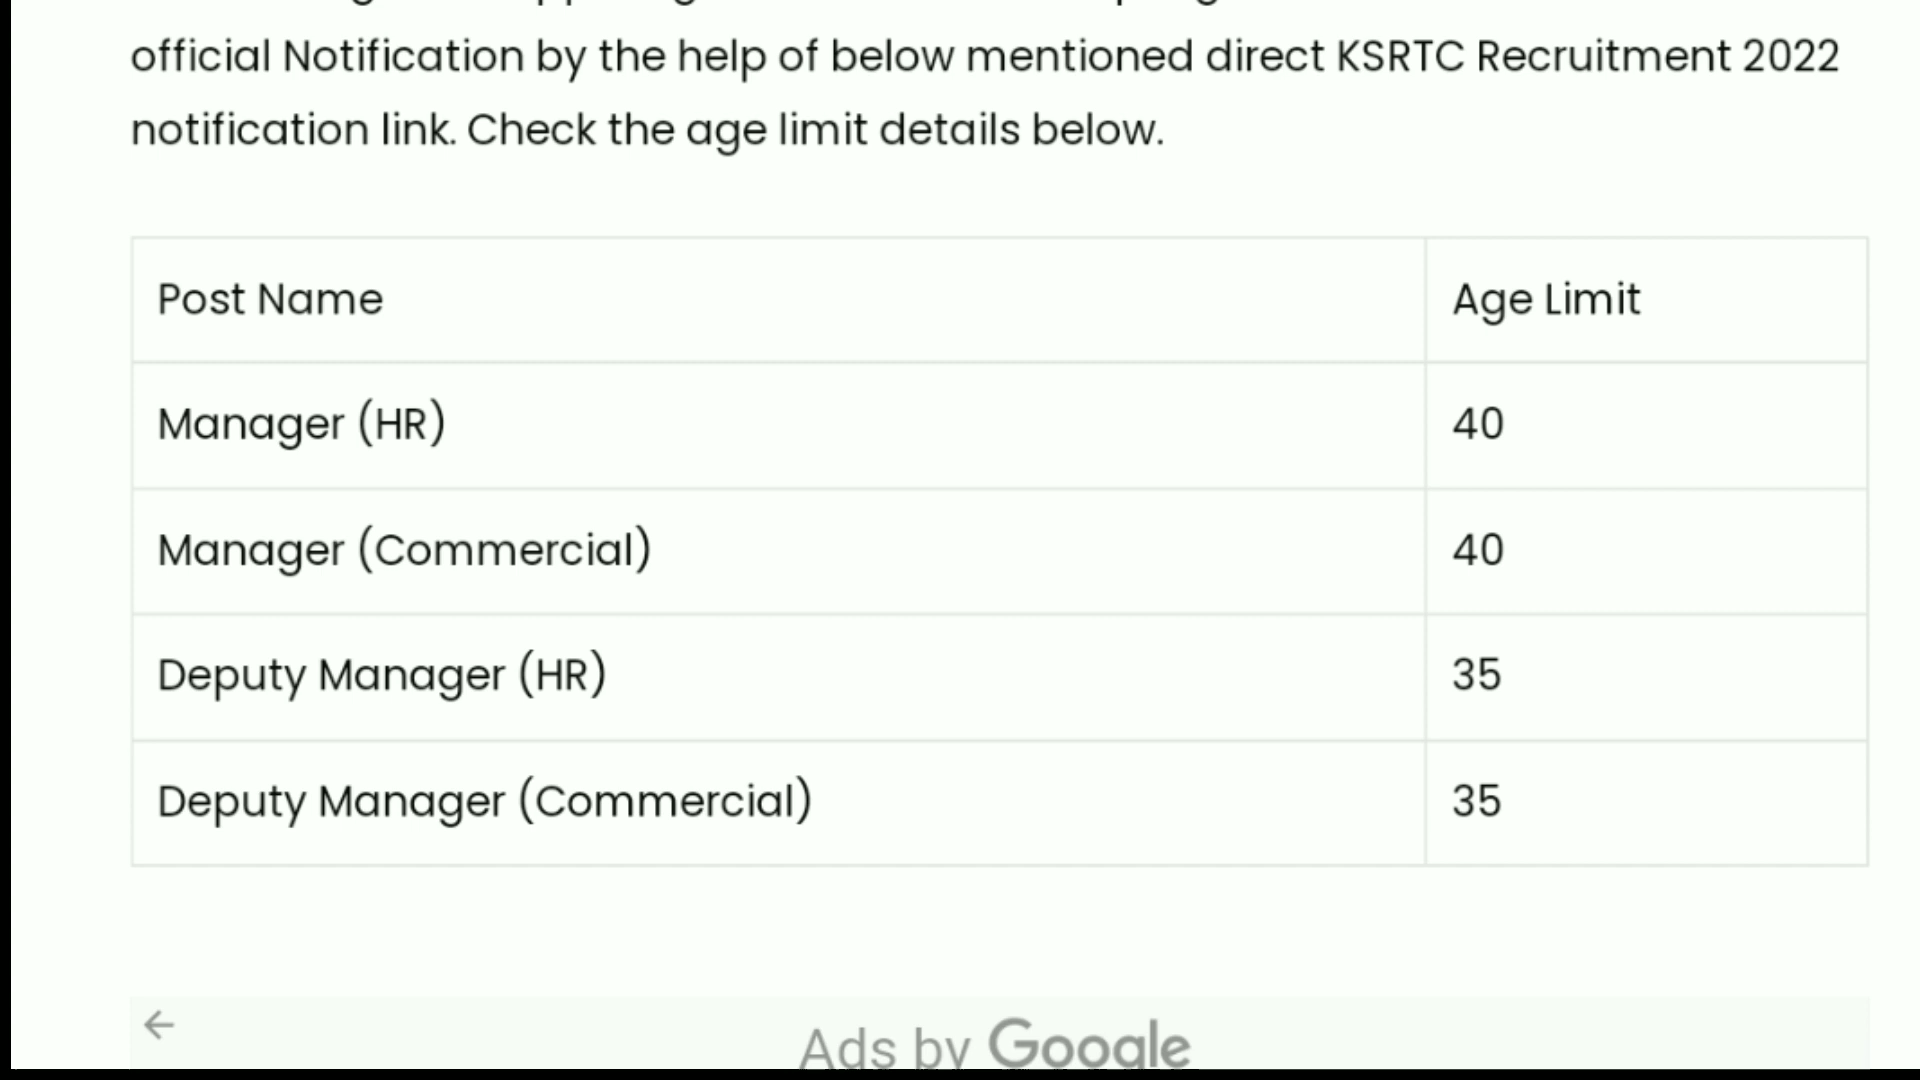 official Notification by the help of below mentioned direct KSRTC Recruitment 2022
notification link. Check the age limit details below.
Post Name Age Limit
Manager (HR) 40
Manager (Commercial) 40
Deputy Manager (HR) 35
Deputy Manager (Commercial) 35
Ads by Google